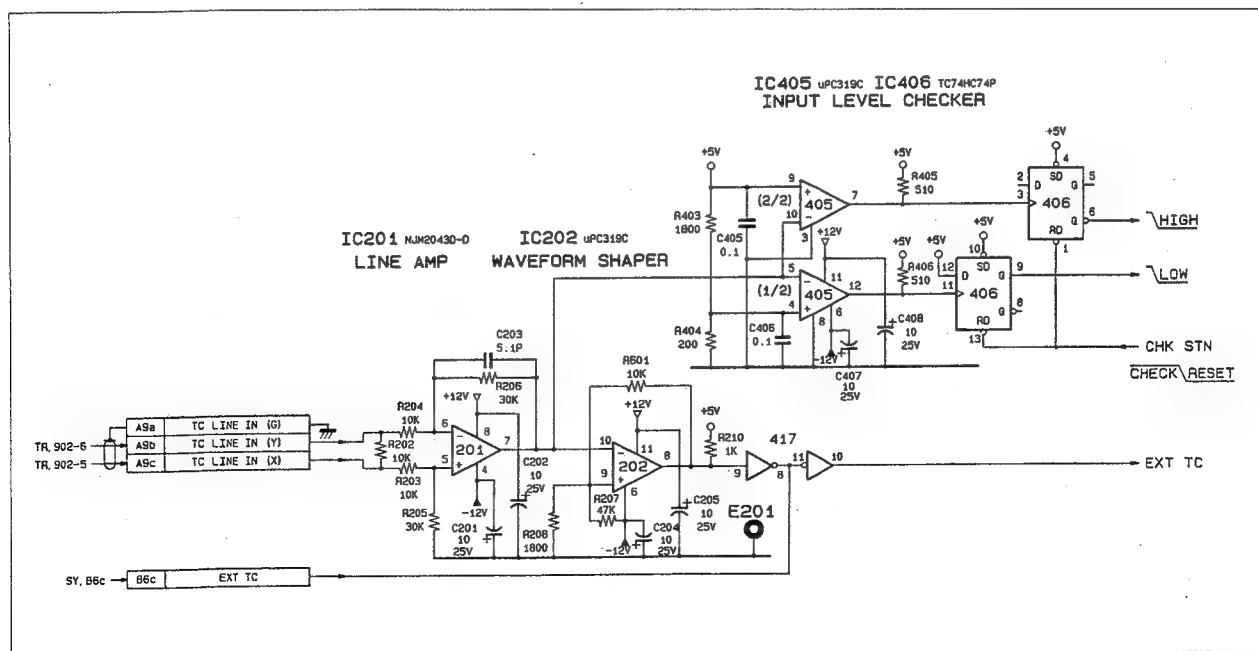 IC405 uPC319C IC406 TC74HC74P
INPUT LEVEL CHECKER
+5V
4
+5V
+5V
2
SD
D
Q
5
3
406
Q
6
RD
1
HIGH
9
+
(2/2)
405
7
10
−
3
R405
510
R403
1800
C405
0.1
+12V
+5V
+5V
+5V
10
R406
510
12
SD
D
Q
9
11
406
Q
8
RD
13
LOW
5
−
11
(1/2)
405
12
4
+
8
6
C408
10
25V
R404
200
C406
0.1
-12V
C407
10
25V
CHK STN
CHECK\RESET
IC201 NJM2043D-D
LINE AMP
IC202 uPC319C
WAVEFORM SHAPER
C203
5.1P
R206
30K
R601
10K
+12V
+12V
+5V
A9a TC LINE IN (G)
TR, 902-6 A9b TC LINE IN (Y)
TR, 902-5 A9c TC LINE IN (X)
R204
10K
R202
10K
R203
10K
R205
30K
6
−
8
201
7
5
+
4
C202
10
25V
-12V
C201
10
25V
10
−
11
202
8
9
+
6
R207
47K
R208
1800
-12V
C204
10
25V
C205
10
25V
R210
1K
417
9
8
11
10
EXT TC
E201
SY, B6c B6c EXT TC